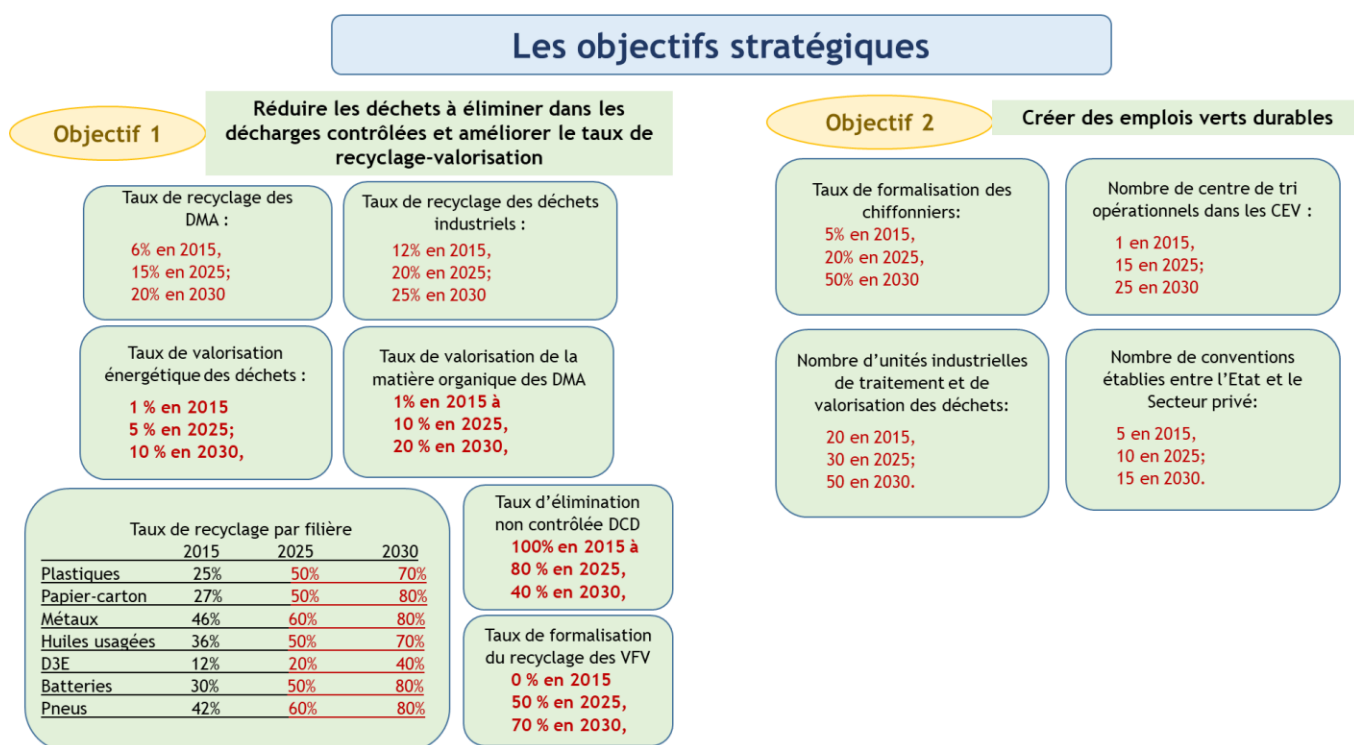 Les objectifs stratégiques
Objectif 1
Réduire les déchets à éliminer dans les
décharges contrôlées et améliorer le taux de
recyclage-valorisation
Taux de recyclage des
DMA :
6% en 2015,
15% en 2025;
20% en 2030
Taux de recyclage des déchets
industriels :
12% en 2015,
20% en 2025;
25% en 2030
Taux de valorisation
énergétique des déchets :
1 % en 2015
5 % en 2025;
10 % en 2030,
Taux de valorisation de la
matière organique des DMA
1% en 2015 à
10 % en 2025,
20 % en 2030,
Taux de recyclage par filière
2015 2025 2030
Plastiques 25% 50% 70%
Papier-carton 27% 50% 80%
Métaux 46% 60% 80%
Huiles usagées 36% 50% 70%
D3E 12% 20% 40%
Batteries 30% 50% 80%
Pneus 42% 60% 80%
Taux d’élimination
non contrôlée DCD
100% en 2015 à
80 % en 2025,
40 % en 2030,
Taux de formalisation
du recyclage des VFV
0 % en 2015
50 % en 2025,
70 % en 2030,
Objectif 2
Créer des emplois verts durables
Taux de formalisation des
chiffonniers:
5% en 2015,
20% en 2025,
50% en 2030
Nombre de centre de tri
opérationnels dans les CEV :
1 en 2015,
15 en 2025;
25 en 2030
Nombre d’unités industrielles
de traitement et de
valorisation des déchets:
20 en 2015,
30 en 2025;
50 en 2030.
Nombre de conventions
établies entre l’Etat et le
Secteur privé:
5 en 2015,
10 en 2025;
15 en 2030.